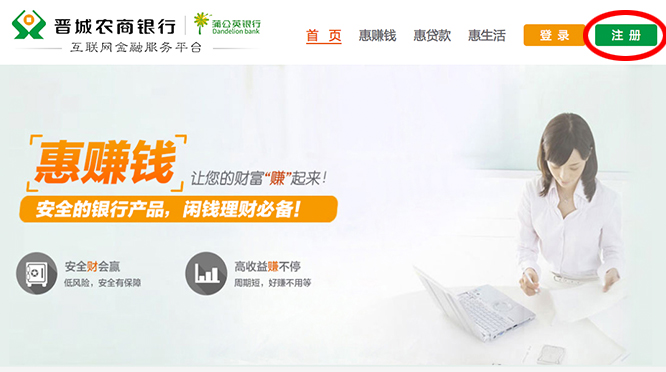 晋城农商银行
蒲公英银行
Dandelion bank
互联网金融服务平台
首 页 惠赚钱 惠贷款 惠生活 登 录 注 册
惠赚钱 让您的财富“赚”起来!
安全的银行产品，闲钱理财必备!
安全财会赢
低风险，安全有保障
高收益赚不停
周期短，好赚不用等